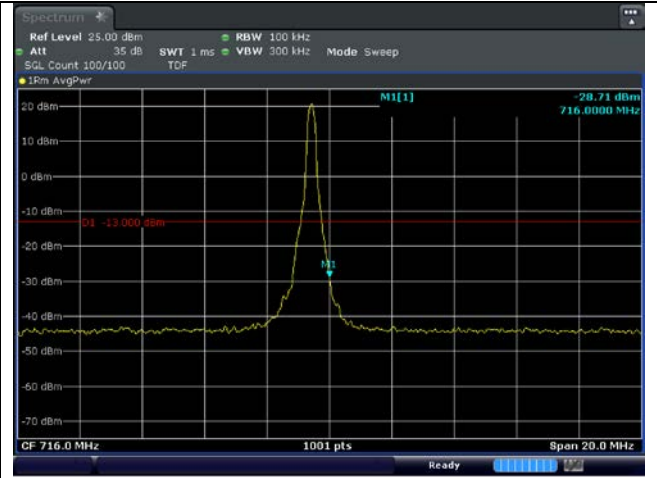 Spectrum
Ref Level 25.00 dBm RBW 100 kHz
Att 35 dB SWT 1 ms VBW 300 kHz Mode Sweep
SGL Count 100/100 TDF
1Rm AvgPwr
M1[1] -28.71 dBm
716.0000 MHz
20 dBm
10 dBm
0 dBm
-10 dBm
D1 -13.000 dBm
-20 dBm
M1
-30 dBm
-40 dBm
-50 dBm
-60 dBm
-70 dBm
CF 716.0 MHz 1001 pts Span 20.0 MHz
Ready